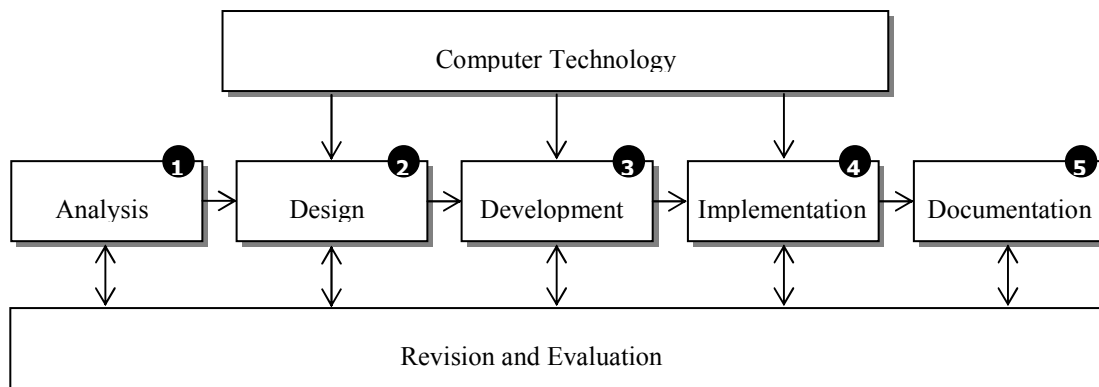 Computer Technology
1
2
3
4
5
Analysis
Design
Development
Implementation
Documentation
Revision and Evaluation